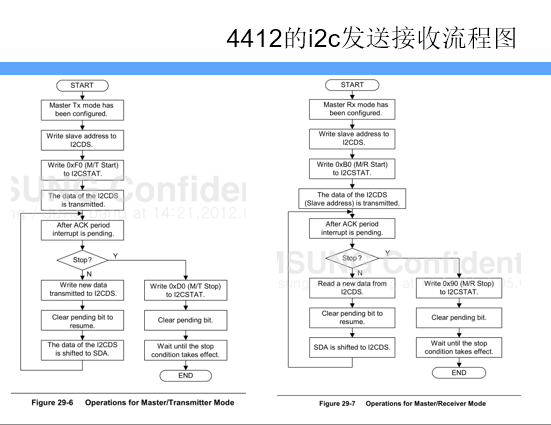 4412的i2c发送接收流程图
START
Master Tx mode has
been configured.
Write slave address to
I2CDS.
Write 0xF0 (M/T Start)
to I2CSTAT.
The data of the I2CDS
is transmitted.
After ACK period
interrupt is pending.
Stop?
Y
N
Write new data
transmitted to I2CDS.
Clear pending bit to
resume.
The data of the I2CDS
is shifted to SDA.
Write 0xD0 (M/T Stop)
to I2CSTAT.
Clear pending bit.
Wait until the stop
condition takes effect.
END
Figure 29-6 Operations for Master/Transmitter Mode
START
Master Rx mode has
been configured.
Write slave address to
I2CDS.
Write 0xB0 (M/R Start)
to I2CSTAT.
The data of the I2CDS
(Slave address) is transmitted.
After ACK period
interrupt is pending.
Stop?
Y
N
Read a new data from
I2CDS.
Clear pending bit to
resume.
SDA is shifted to I2CDS.
Write 0x90 (M/R Stop)
to I2CSTAT.
Clear pending bit.
Wait until the stop
condition takes effect.
END
Figure 29-7 Operations for Master/Receiver Mode
SUNG Confiden
at 14:21,2012.
MSUNG Confident